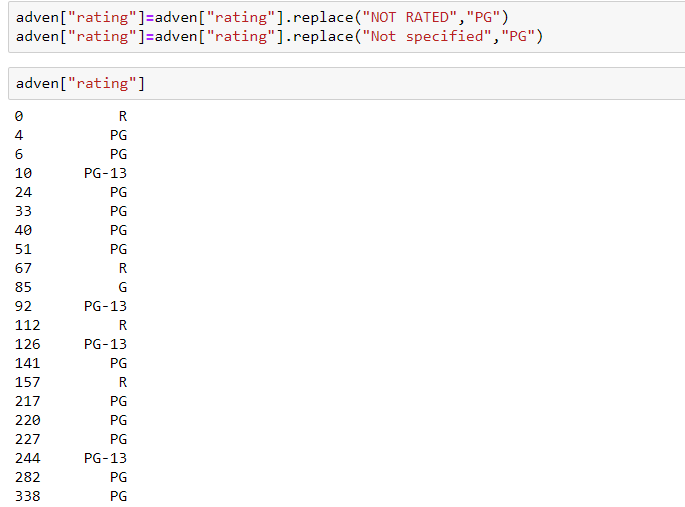 adven["rating"]=adven["rating"].replace("NOT RATED","PG")
adven["rating"]=adven["rating"].replace("Not specified","PG")
adven["rating"]
0 R
4 PG
6 PG
10 PG-13
24 PG
33 PG
40 PG
51 PG
67 R
85 G
92 PG-13
112 R
126 PG-13
141 PG
157 R
217 PG
220 PG
227 PG
244 PG-13
282 PG
338 PG